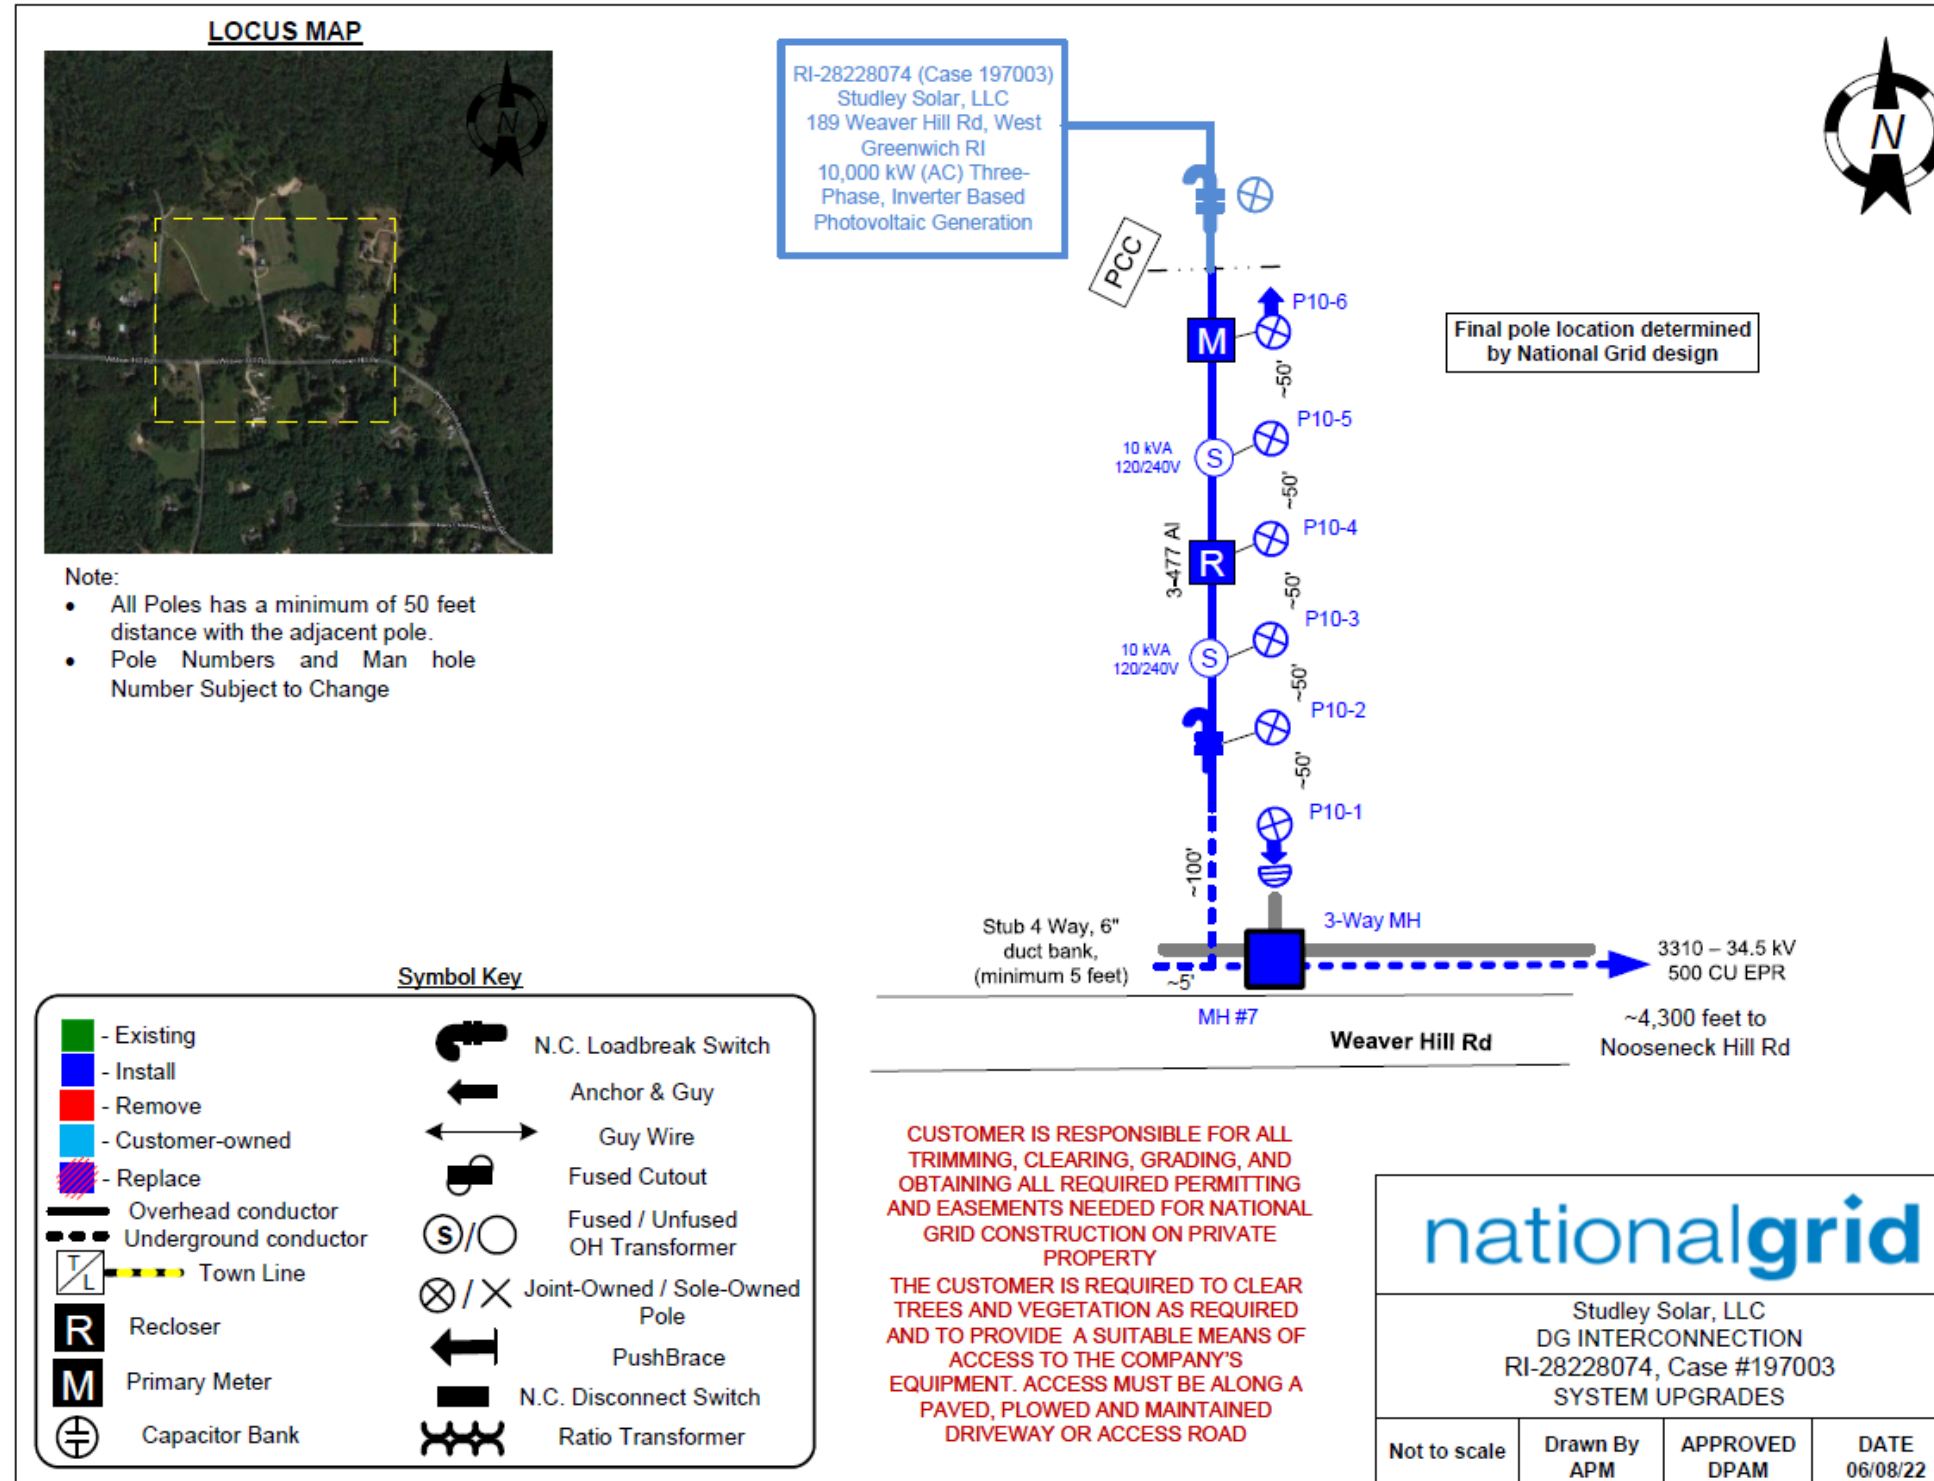 LOCUS MAP
N
Weaver Hill Rd
Weaver Hill Rd
Note:
• All Poles has a minimum of 50 feet
distance with the adjacent pole.
• Pole Numbers and Man hole
Number Subject to Change
RI-28228074 (Case 197003)
Studley Solar, LLC
189 Weaver Hill Rd, West
Greenwich RI
10,000 kW (AC) Three-
Phase, Inverter Based
Photovoltaic Generation
N
PCC
P10-6
M
~50'
Final pole location determined
by National Grid design
P10-5
10 kVA
120/240V
S
~50'
P10-4
3-477 Al
R
~50'
P10-3
10 kVA
120/240V
S
~50'
P10-2
~50'
P10-1
~100'
3-Way MH
Stub 4 Way, 6"
duct bank,
(minimum 5 feet)
~5'
3310 – 34.5 kV
500 CU EPR
MH #7
Weaver Hill Rd
~4,300 feet to
Nooseneck Hill Rd
Symbol Key
- Existing
- Install
- Remove
- Customer-owned
- Replace
Overhead conductor
Underground conductor
T/L Town Line
R Recloser
M Primary Meter
Capacitor Bank
N.C. Loadbreak Switch
Anchor & Guy
Guy Wire
Fused Cutout
S / Fused / Unfused
OH Transformer
/ Joint-Owned / Sole-Owned
Pole
PushBrace
N.C. Disconnect Switch
Ratio Transformer
CUSTOMER IS RESPONSIBLE FOR ALL
TRIMMING, CLEARING, GRADING, AND
OBTAINING ALL REQUIRED PERMITTING
AND EASEMENTS NEEDED FOR NATIONAL
GRID CONSTRUCTION ON PRIVATE
PROPERTY
THE CUSTOMER IS REQUIRED TO CLEAR
TREES AND VEGETATION AS REQUIRED
AND TO PROVIDE A SUITABLE MEANS OF
ACCESS TO THE COMPANY'S
EQUIPMENT. ACCESS MUST BE ALONG A
PAVED, PLOWED AND MAINTAINED
DRIVEWAY OR ACCESS ROAD
nationalgrid
Studley Solar, LLC
DG INTERCONNECTION
RI-28228074, Case #197003
SYSTEM UPGRADES
Not to scale
Drawn By
APM
APPROVED
DPAM
DATE
06/08/22